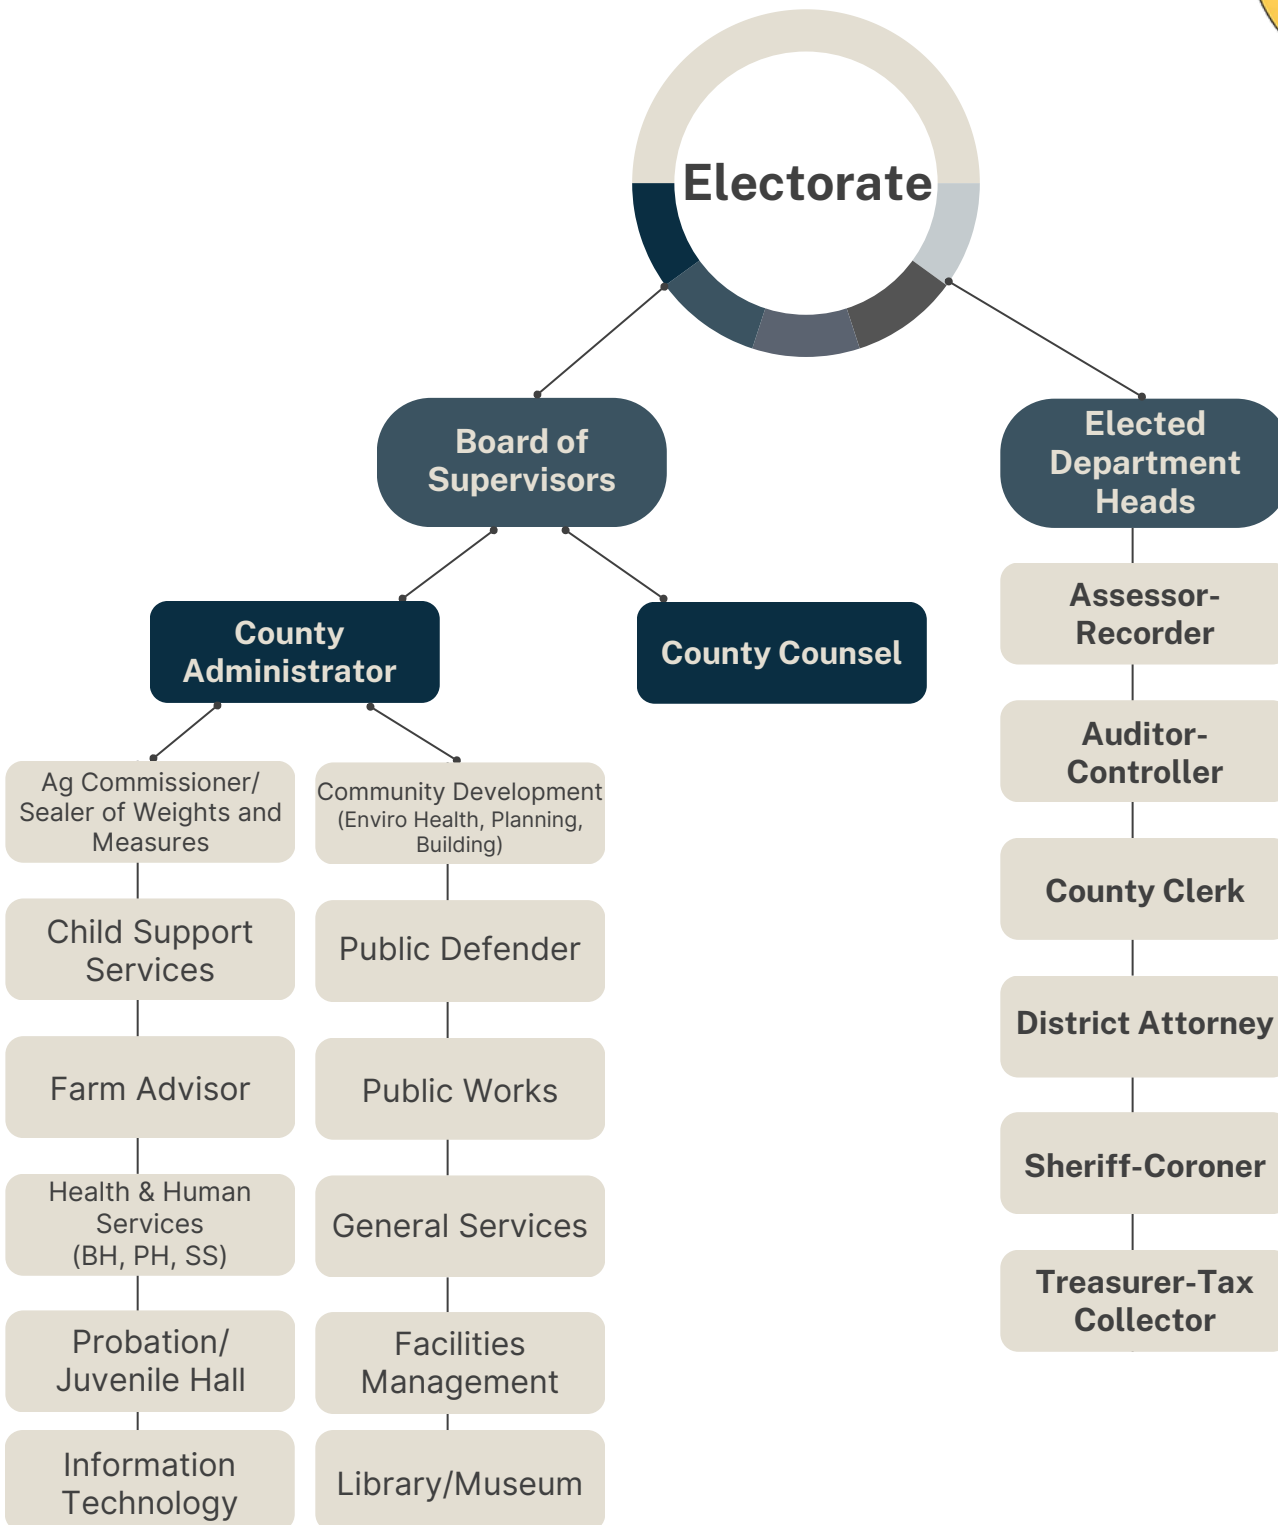 Electorate
Board of
Supervisors
Elected
Department
Heads
County
Administrator
County Counsel
Ag Commissioner/
Sealer of Weights and
Measures
Child Support
Services
Farm Advisor
Health & Human
Services
(BH, PH, SS)
Probation/
Juvenile Hall
Information
Technology
Community Development
(Enviro Health, Planning,
Building)
Public Defender
Public Works
General Services
Facilities
Management
Library/Museum
Assessor-
Recorder
Auditor-
Controller
County Clerk
District Attorney
Sheriff-Coroner
Treasurer-Tax
Collector